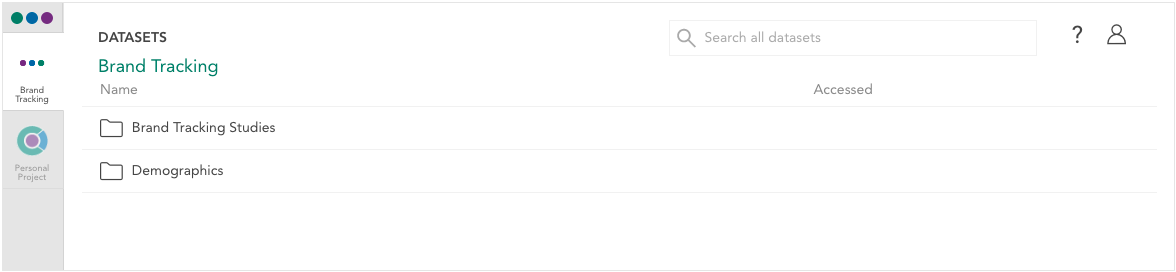 DATASETS
Search all datasets
?
Brand Tracking
Name
Accessed
Brand Tracking Studies
Demographics
Brand
Tracking
Personal
Project